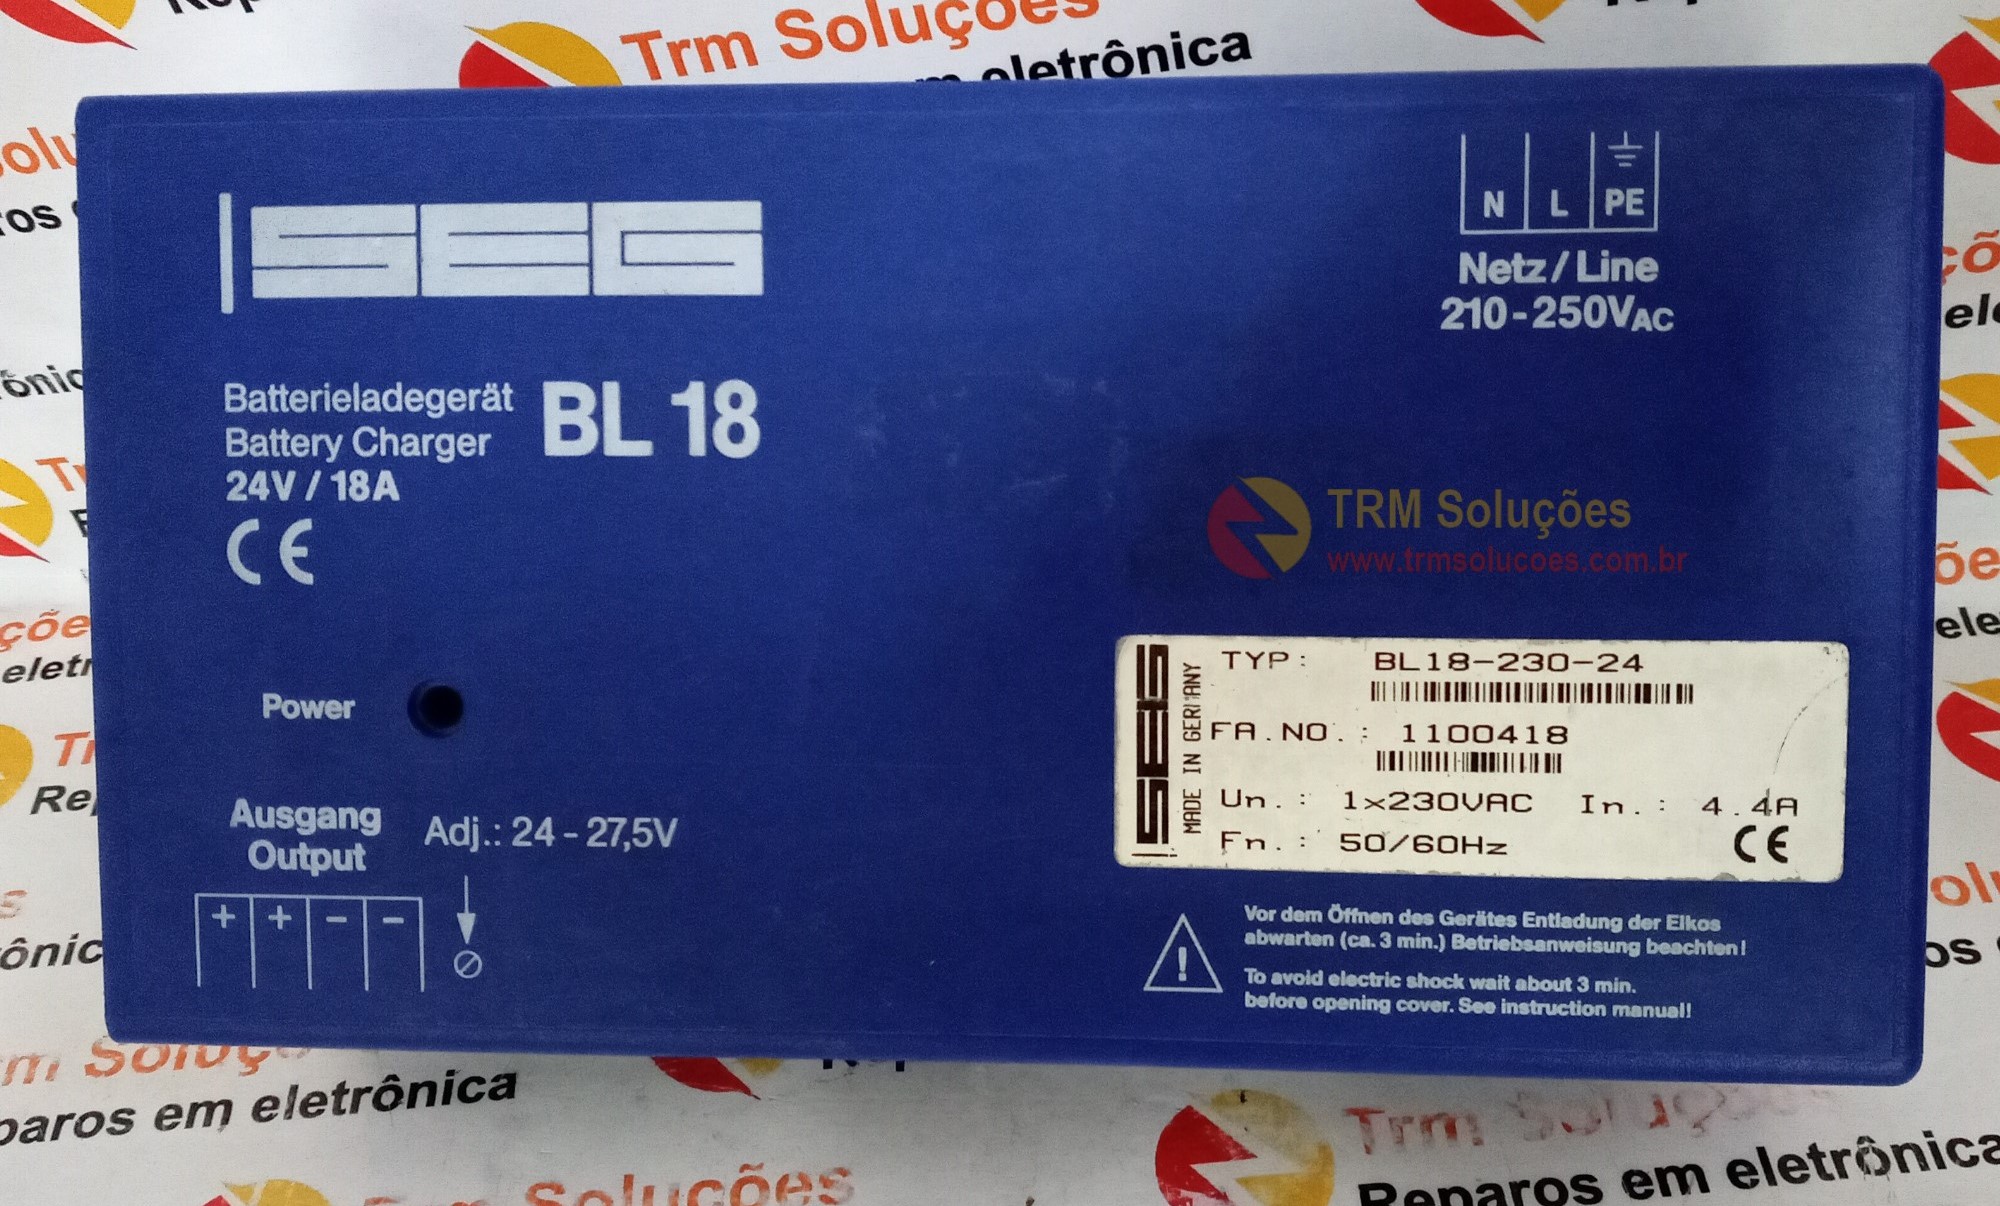 Trm Soluções
eletrônica
SEG
N L PE
Netz/Line
210-250VAC
Batterieladegerät
Battery Charger
BL 18
24V / 18A
CE
TRM Soluções
www.trmsolucoes.com.br
Power
Ausgang
Output
Adj.: 24 - 27,5V
+ + - -
SEG
MADE IN GERMANY
TYP: BL18-230-24
FA.NO.: 1100418
Un.: 1x230VAC In.: 4.4A
Fn.: 50/60Hz
CE
Vor dem Öffnen des Gerätes Entladung der Elkos
abwarten (ca. 3 min.) Betriebsanweisung beachten!
To avoid electric shock wait about 3 min.
before opening cover. See instruction manual!
em eletrônica
Trm
Soluções
Reparos em eletrônica